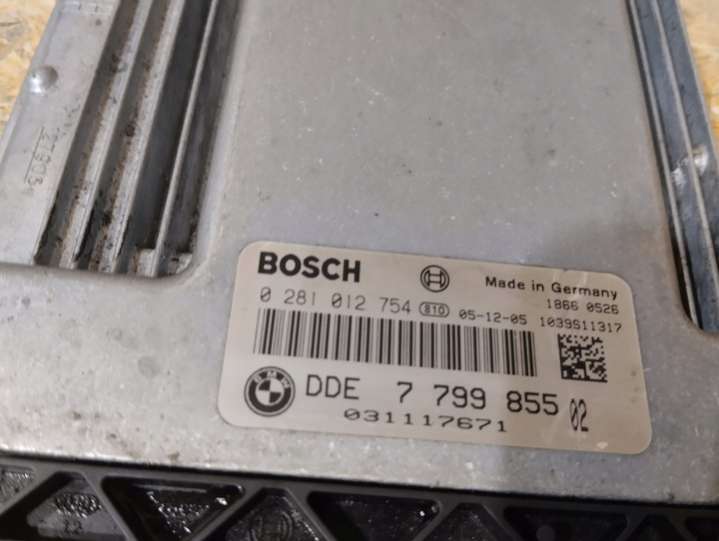 BOSCH
Made in Germany
1866 0526
0 281 012 754 810 05-12-05 1039S11317
BMW
DDE 7 799 855 02
031117671